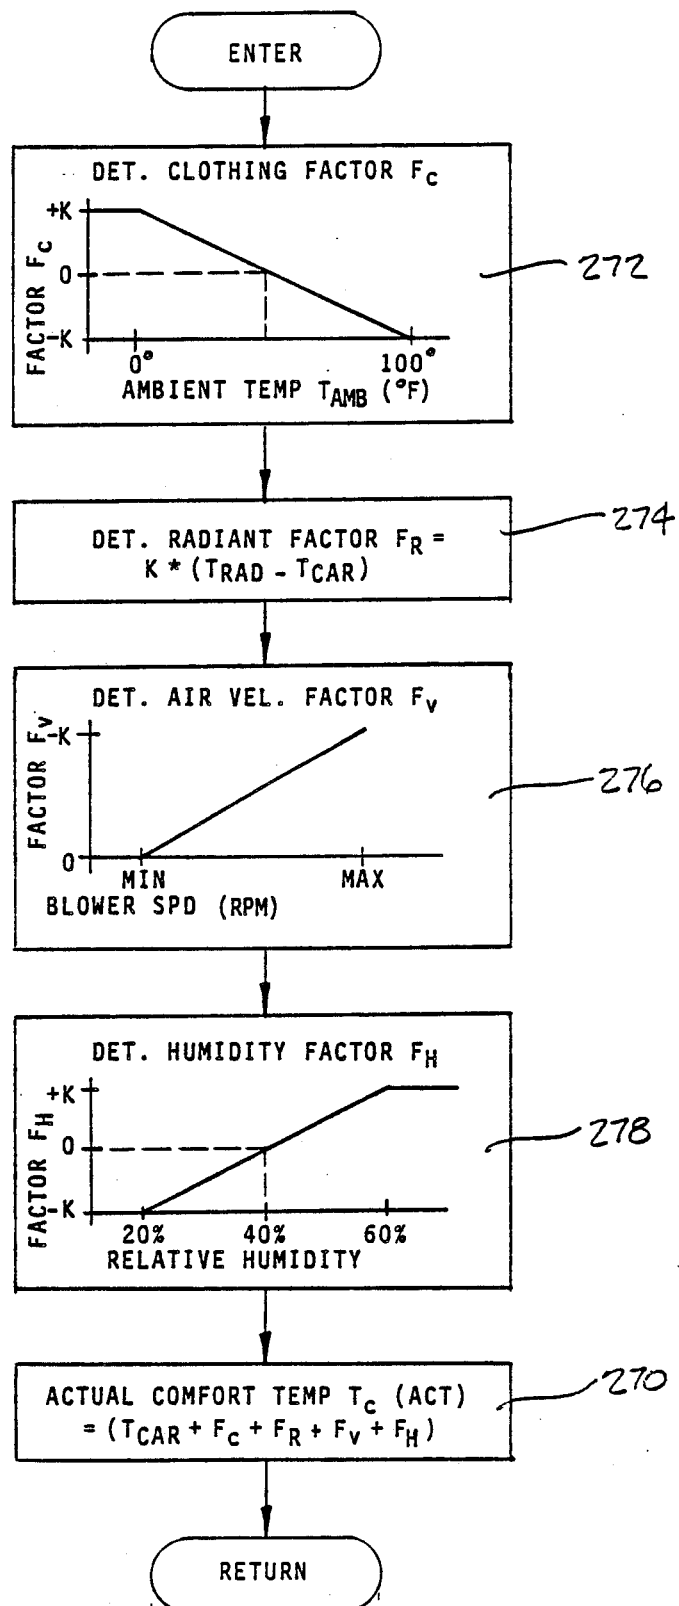 ENTER
DET. CLOTHING FACTOR Fc
+K
0
-K
FACTOR Fc
0° 100°
AMBIENT TEMP TAMB (°F)
272
DET. RADIANT FACTOR FR =
K * (TRAD - TCAR)
274
DET. AIR VEL. FACTOR Fv
-K
0
FACTOR Fv
MIN MAX
BLOWER SPD (RPM)
276
DET. HUMIDITY FACTOR FH
+K
0
-K
FACTOR FH
20% 40% 60%
RELATIVE HUMIDITY
278
ACTUAL COMFORT TEMP Tc (ACT)
= (TCAR + Fc + FR + Fv + FH)
270
RETURN